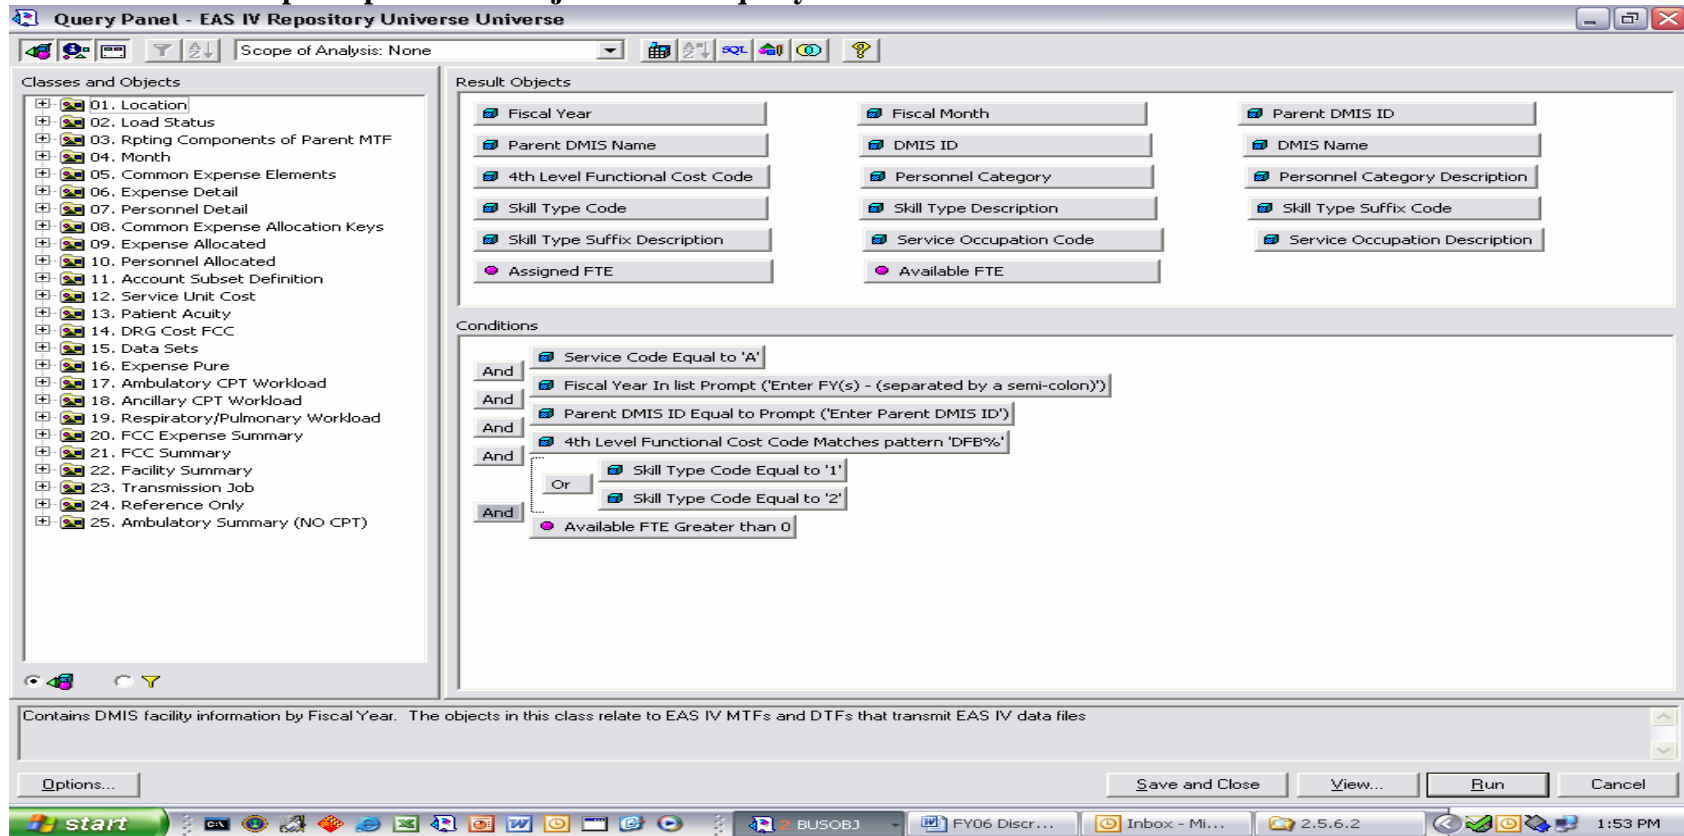 Query Panel - EAS IV Repository Universe Universe
Scope of Analysis: None
SQL
Classes and Objects
01. Location
02. Load Status
03. Rpting Components of Parent MTF
04. Month
05. Common Expense Elements
06. Expense Detail
07. Personnel Detail
08. Common Expense Allocation Keys
09. Expense Allocated
10. Personnel Allocated
11. Account Subset Definition
12. Service Unit Cost
13. Patient Acuity
14. DRG Cost FCC
15. Data Sets
16. Expense Pure
17. Ambulatory CPT Workload
18. Ancillary CPT Workload
19. Respiratory/Pulmonary Workload
20. FCC Expense Summary
21. FCC Summary
22. Facility Summary
23. Transmission Job
24. Reference Only
25. Ambulatory Summary (NO CPT)
Result Objects
Fiscal Year Fiscal Month Parent DMIS ID
Parent DMIS Name DMIS ID DMIS Name
4th Level Functional Cost Code Personnel Category Personnel Category Description
Skill Type Code Skill Type Description Skill Type Suffix Code
Skill Type Suffix Description Service Occupation Code Service Occupation Description
Assigned FTE Available FTE
Conditions
Service Code Equal to 'A'
And
Fiscal Year In list Prompt ('Enter FY(s) - (separated by a semi-colon)')
And
Parent DMIS ID Equal to Prompt ('Enter Parent DMIS ID')
And
4th Level Functional Cost Code Matches pattern 'DFB%'
And
Skill Type Code Equal to '1'
Or
Skill Type Code Equal to '2'
And
Available FTE Greater than 0
Contains DMIS facility information by Fiscal Year. The objects in this class relate to EAS IV MTFs and DTFs that transmit EAS IV data files
Options... Save and Close View... Run Cancel
start 2 BUSOBJ FY06 Discr... Inbox - Mi... 2.5.6.2 1:53 PM